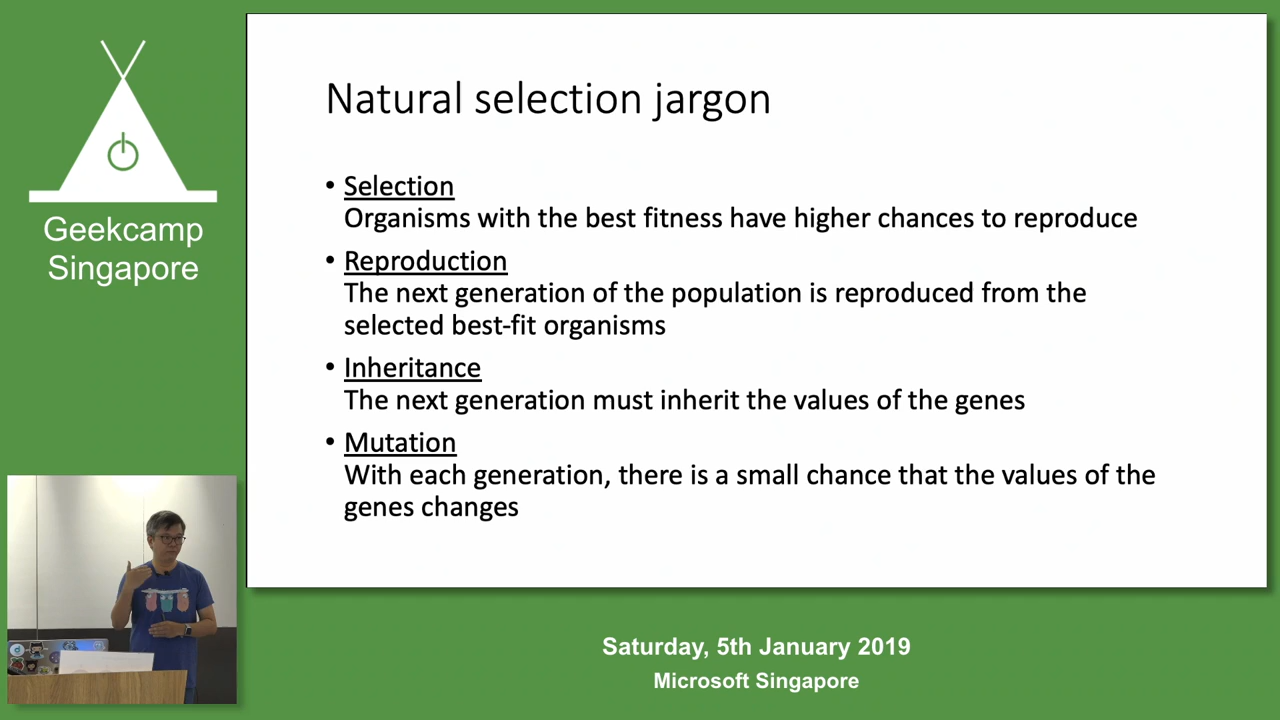 Geekcamp
Singapore
Natural selection jargon
• Selection
Organisms with the best fitness have higher chances to reproduce
• Reproduction
The next generation of the population is reproduced from the
selected best-fit organisms
• Inheritance
The next generation must inherit the values of the genes
• Mutation
With each generation, there is a small chance that the values of the
genes changes
Saturday, 5th January 2019
Microsoft Singapore